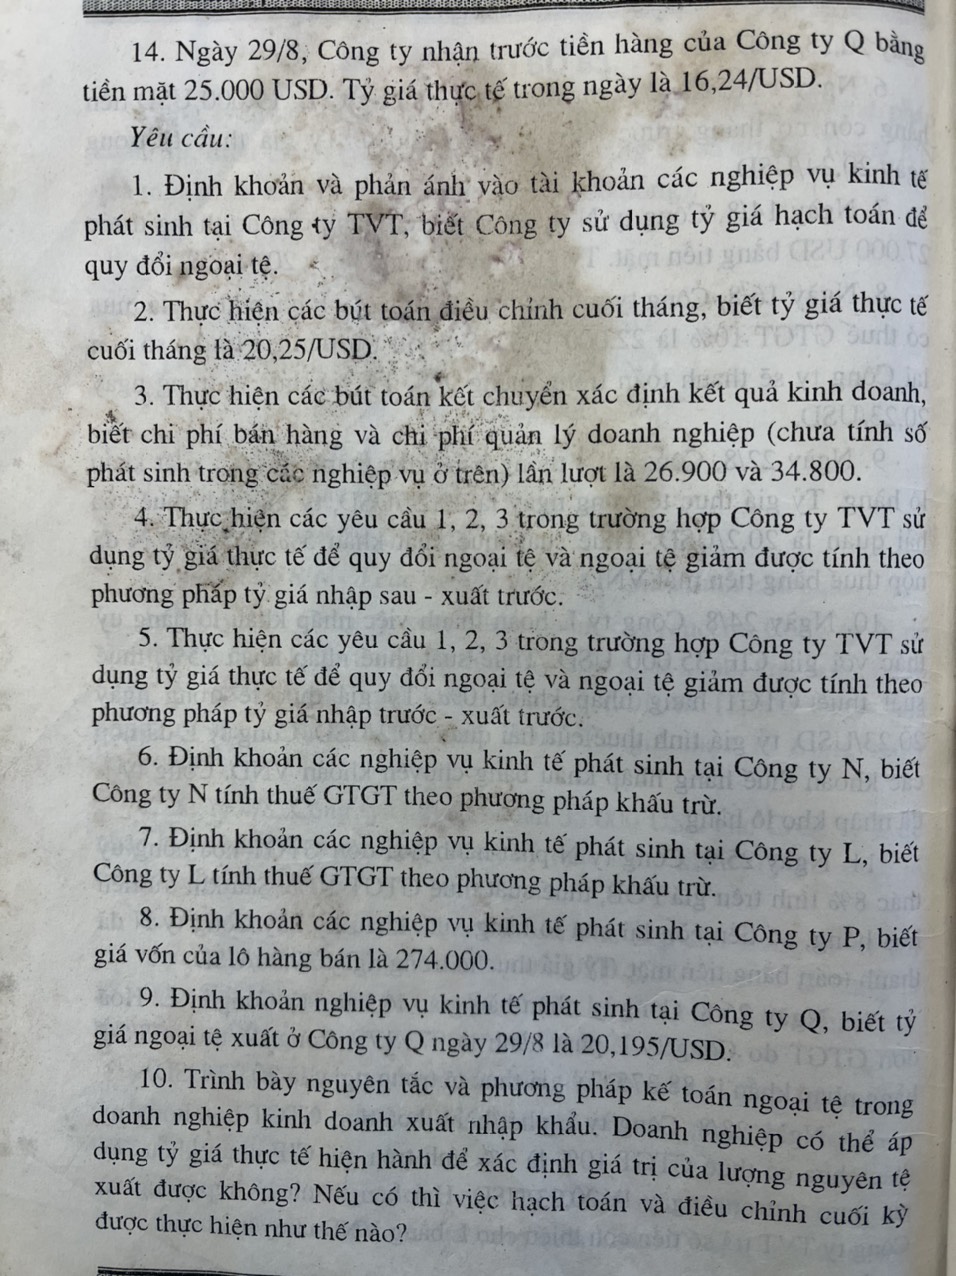 14. Ngày 29/8, Công ty nhận trước tiền hàng của Công ty Q bằng
tiền mặt 25.000 USD. Tỷ giá thực tế trong ngày là 16,24/USD.
Yêu cầu:
1. Định khoản và phản ánh vào tài khoản các nghiệp vụ kinh tế
phát sinh tại Công ty TVT, biết Công ty sử dụng tỷ giá hạch toán để
quy đổi ngoại tệ.
2. Thực hiện các bút toán điều chỉnh cuối tháng, biết tỷ giá thực tế
cuối tháng là 20,25/USD.
3. Thực hiện các bút toán kết chuyển xác định kết quả kinh doanh,
biết chi phí bán hàng và chi phí quản lý doanh nghiệp (chưa tính số
phát sinh trong các nghiệp vụ ở trên) lần lượt là 26.900 và 34.800.
4. Thực hiện các yêu cầu 1, 2, 3 trong trường hợp Công ty TVT sử
dụng tỷ giá thực tế để quy đổi ngoại tệ và ngoại tệ giảm được tính theo
phương pháp tỷ giá nhập sau - xuất trước.
5. Thực hiện các yêu cầu 1, 2, 3 trong trường hợp Công ty TVT sử
dụng tỷ giá thực tế để quy đổi ngoại tệ và ngoại tệ giảm được tính theo
phương pháp tỷ giá nhập trước - xuất trước.
6. Định khoản các nghiệp vụ kinh tế phát sinh tại Công ty N, biết
Công ty N tính thuế GTGT theo phương pháp khấu trừ.
7. Định khoản các nghiệp vụ kinh tế phát sinh tại Công ty L, biết
Công ty L tính thuế GTGT theo phương pháp khấu trừ.
8. Định khoản các nghiệp vụ kinh tế phát sinh tại Công ty P, biết
giá vốn của lô hàng bán là 274.000.
9. Định khoản nghiệp vụ kinh tế phát sinh tại Công ty Q, biết tỷ
giá ngoại tệ xuất ở Công ty Q ngày 29/8 là 20,195/USD.
10. Trình bày nguyên tắc và phương pháp kế toán ngoại tệ trong
doanh nghiệp kinh doanh xuất nhập khẩu. Doanh nghiệp có thể áp
dụng tỷ giá thực tế hiện hành để xác định giá trị của lượng nguyên tệ
xuất được không? Nếu có thì việc hạch toán và điều chỉnh cuối kỳ
được thực hiện như thế nào?